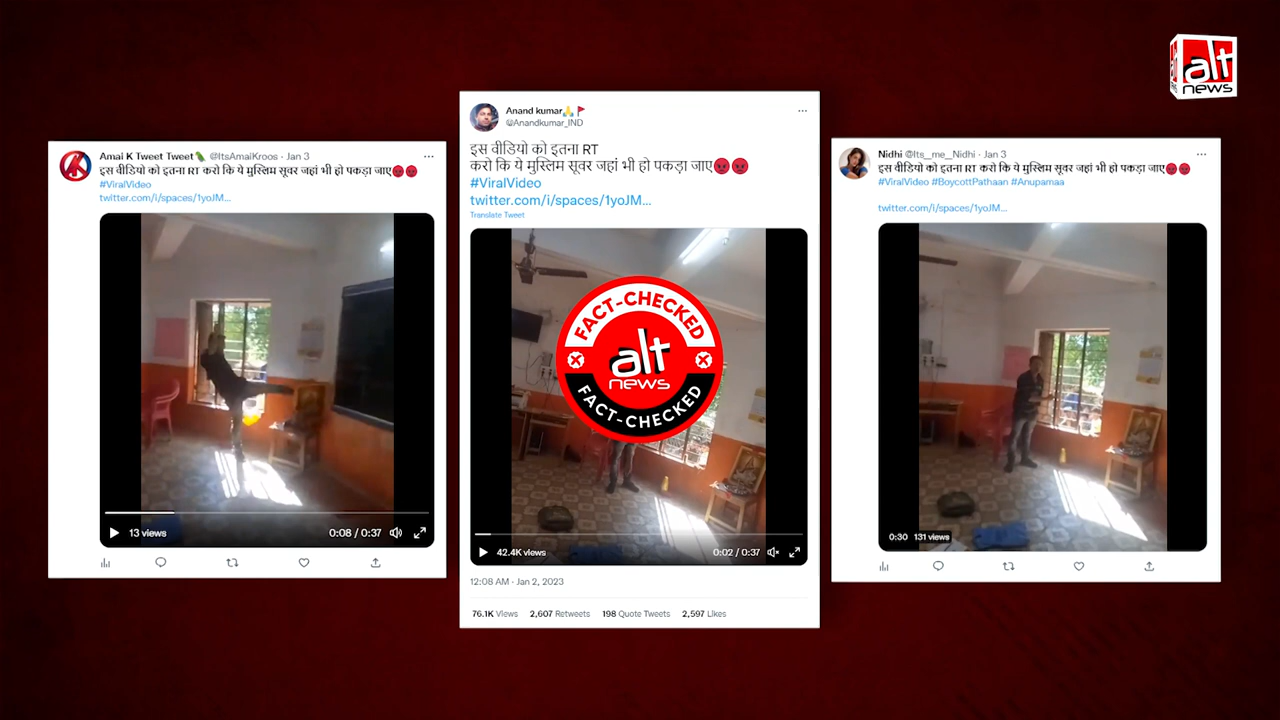 alt
news
Amai K Tweet Tweet🦜 @ItsAmaiKroos · Jan 3
इस वीडियो को इतना RT करो कि ये मुस्लिम सूवर जहां भी हो पकड़ा जाए😡😡
#ViralVideo
twitter.com/i/spaces/1yoJM...
13 views
0:08 / 0:37
Anand kumar🙏🚩
@Anandkumar_IND
इस वीडियो को इतना RT
करो कि ये मुस्लिम सूवर जहां भी हो पकड़ा जाए😡😡
#ViralVideo
twitter.com/i/spaces/1yoJM...
Translate Tweet
FACT-CHECKED
alt
news
FACT-CHECKED
42.4K views
0:02 / 0:37
12:08 AM · Jan 2, 2023
76.1K Views 2,607 Retweets 198 Quote Tweets 2,597 Likes
Nidhi @Its__me__Nidhi · Jan 3
इस वीडियो को इतना RT करो कि ये मुस्लिम सूवर जहां भी हो पकड़ा जाए😡😡
#ViralVideo #BoycottPathaan #Anupamaa
twitter.com/i/spaces/1yoJM...
0:30 131 views